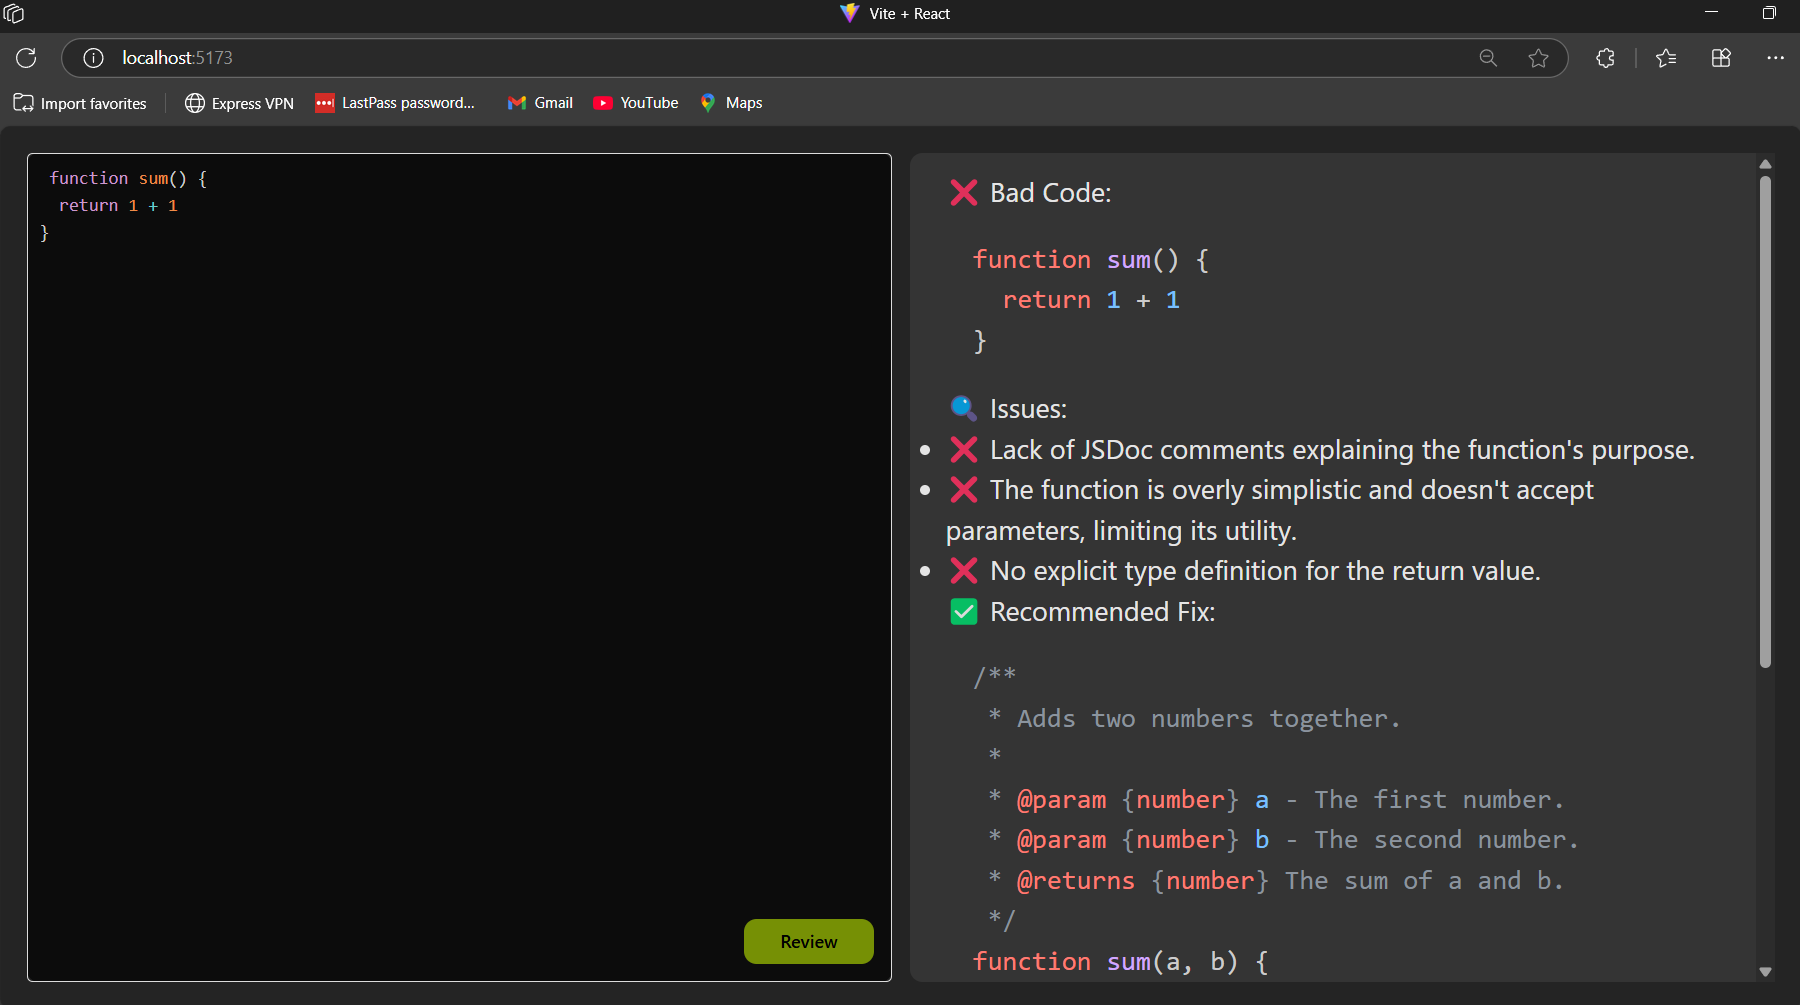 Vite + React
localhost:5173
Import favorites
Express VPN
LastPass password...
Gmail
YouTube
Maps
function sum() {
return 1 + 1
}
Review
❌ Bad Code:
function sum() {
return 1 + 1
}
🔍 Issues:
• ❌ Lack of JSDoc comments explaining the function's purpose.
• ❌ The function is overly simplistic and doesn't accept
parameters, limiting its utility.
• ❌ No explicit type definition for the return value.
✅ Recommended Fix:
/**
* Adds two numbers together.
*
* @param {number} a - The first number.
* @param {number} b - The second number.
* @returns {number} The sum of a and b.
*/
function sum(a, b) {